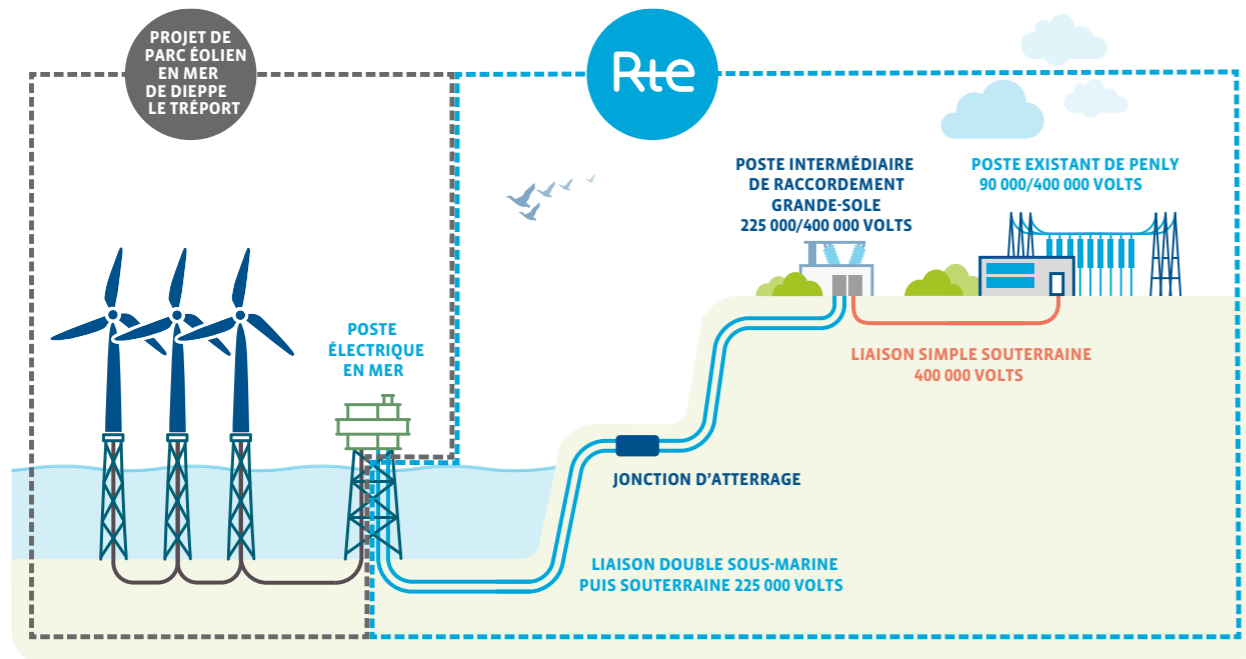 PROJET DE
PARC ÉOLIEN
EN MER
DE DIEPPE
LE TRÉPORT
Rte
POSTE INTERMÉDIAIRE
DE RACCORDEMENT
GRANDE-SOLE
225 000/400 000 VOLTS
POSTE EXISTANT DE PENLY
90 000/400 000 VOLTS
POSTE
ÉLECTRIQUE
EN MER
LIAISON SIMPLE SOUTERRAINE
400 000 VOLTS
JONCTION D'ATTERRAGE
LIAISON DOUBLE SOUS-MARINE
PUIS SOUTERRAINE 225 000 VOLTS